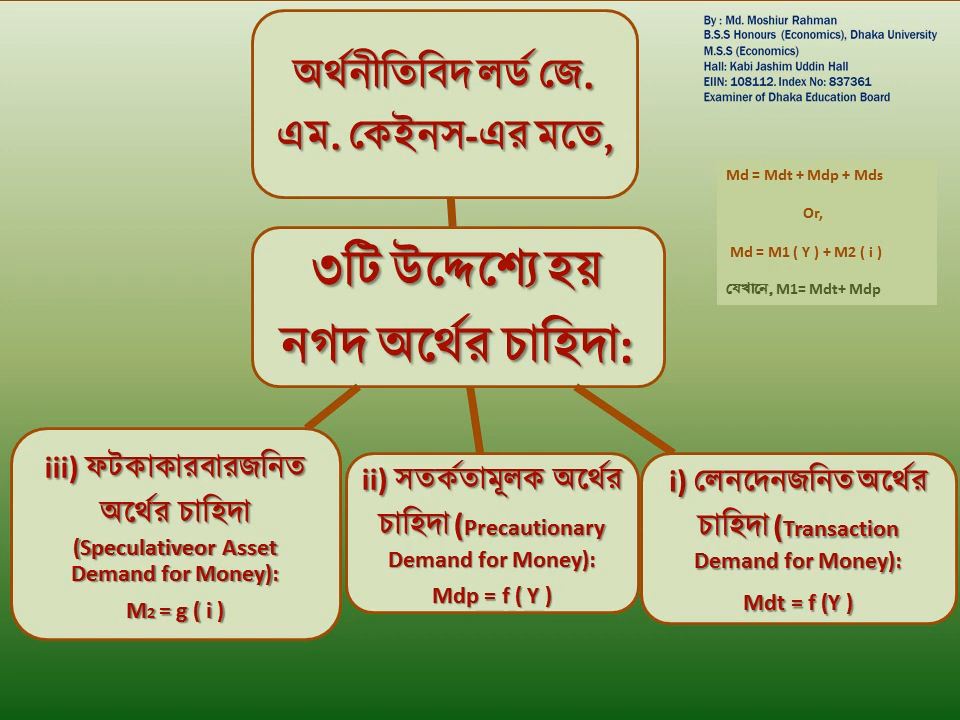 By : Md. Moshiur Rahman
B.S.S Honours (Economics), Dhaka University
M.S.S (Economics)
Hall: Kabi Jashim Uddin Hall
EIIN: 108112. Index No: 837361
Examiner of Dhaka Education Board
অর্থনীতিবিদ লর্ড জে.
এম. কেইনস-এর মতে,
Md = Mdt + Mdp + Mds
Or,
Md = M1 ( Y ) + M2 ( i )
যেখানে, M1= Mdt+ Mdp
৩টি উদ্দেশ্যে হয়
নগদ অর্থের চাহিদা:
iii) ফটকাকারবারজনিত
অর্থের চাহিদা
(Speculativeor Asset
Demand for Money):
M2 = g ( i )
ii) সতর্কতামূলক অর্থের
চাহিদা (Precautionary
Demand for Money):
Mdp = f ( Y )
i) লেনদেনজনিত অর্থের
চাহিদা (Transaction
Demand for Money):
Mdt = f (Y )